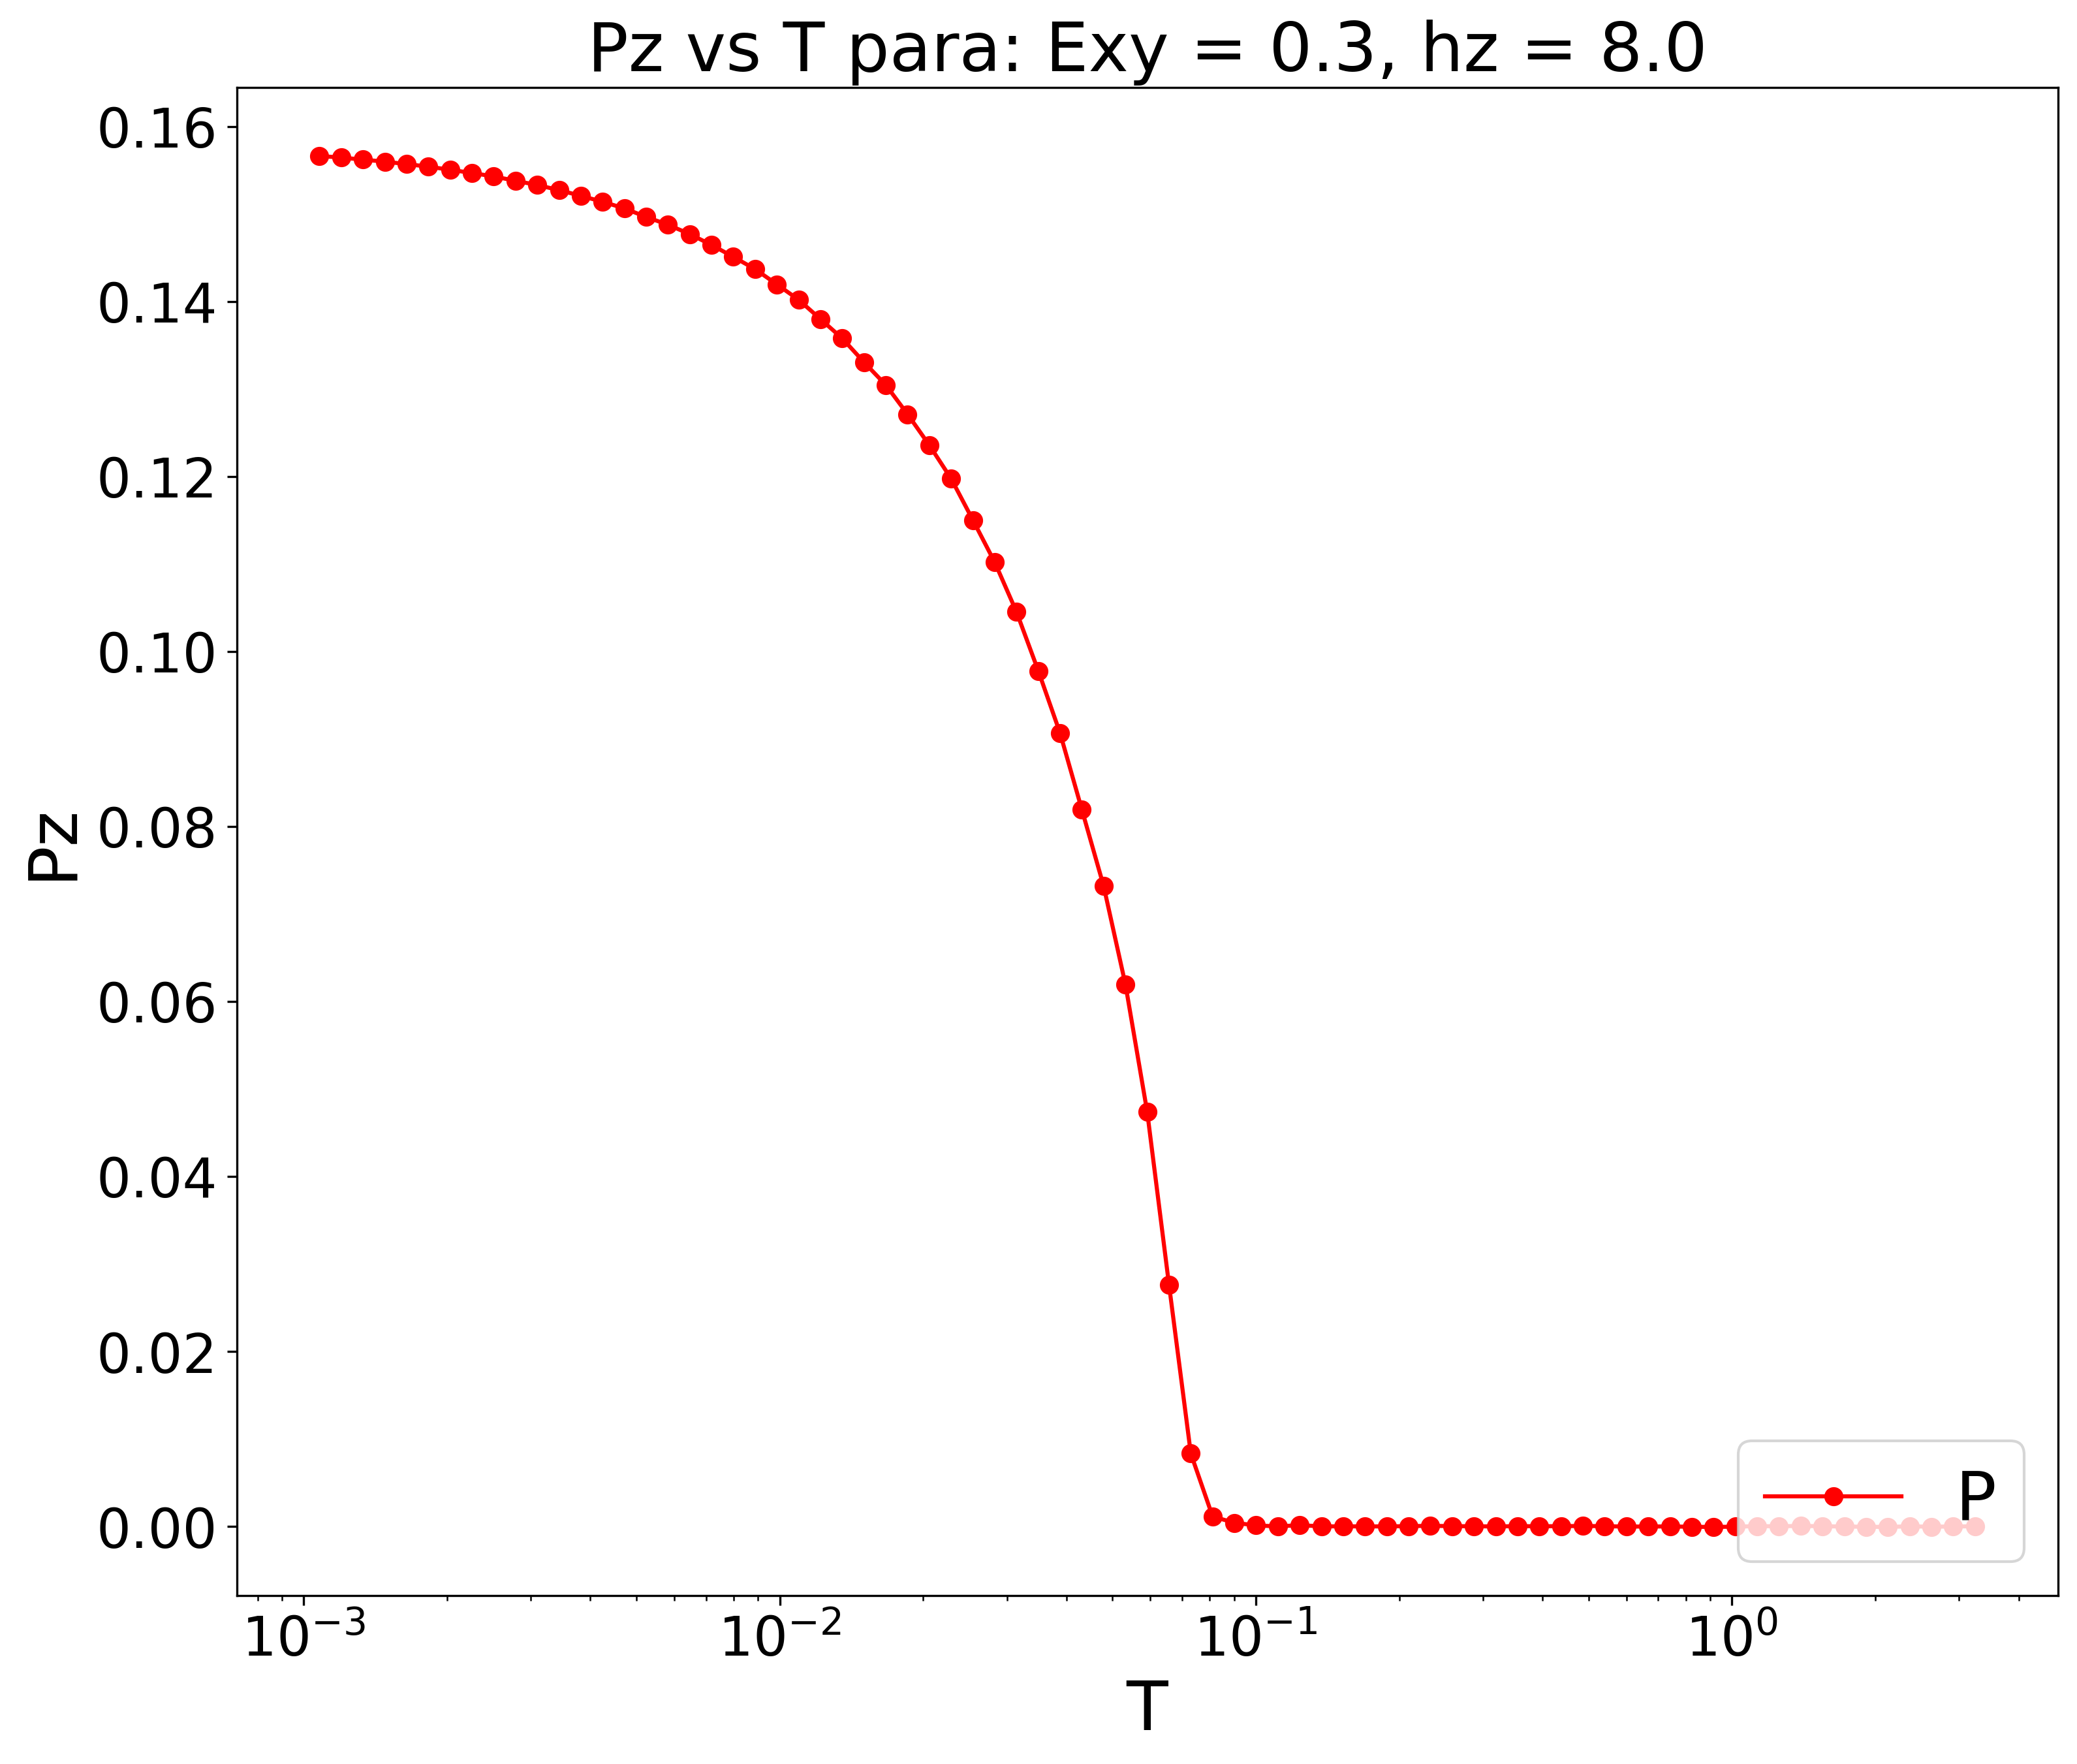 Pz vs T para: Exy = 0.3, hz = 8.0
Pz
0.16
0.14
0.12
0.10
0.08
0.06
0.04
0.02
0.00
P
10⁻³ 10⁻² 10⁻¹ 10⁰
T